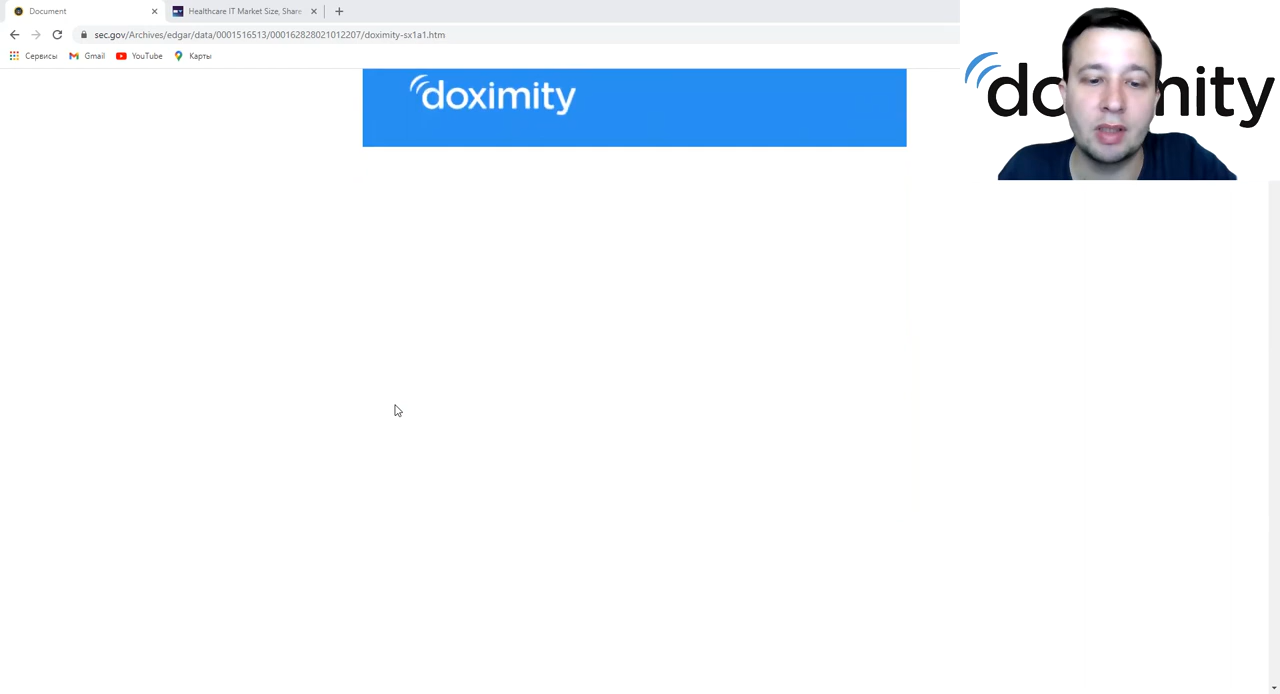 Document
Healthcare IT Market Size, Share
sec.gov/Archives/edgar/data/0001516513/000162828021012207/doximity-sx1a1.htm
Сервисы
Gmail
YouTube
Карты
doximity